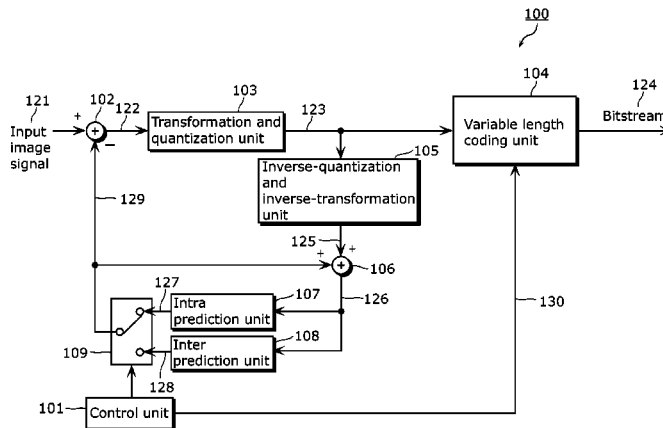 100
121
102
122
103
123
104
124
+
+
−
Input
image
signal
Transformation and
quantization unit
Variable length
coding unit
Bitstream
105
Inverse-quantization
and
inverse-transformation
unit
129
125
+
+
+
106
126
127
107
Intra
prediction unit
130
109
108
Inter
prediction unit
128
101
Control unit